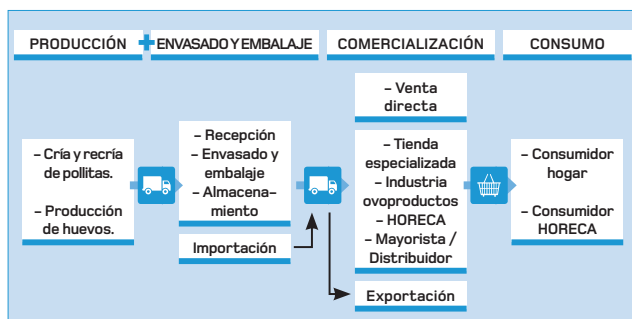 PRODUCCIÓN
ENVASADO Y EMBALAJE
COMERCIALIZACIÓN
CONSUMO
– Cría y recría
de pollitas.
– Producción
de huevos.
– Recepción
– Envasado y
embalaje
– Almacena-
miento
Importación
– Venta
directa
– Tienda
especializada
– Industria
ovoproductos
– HORECA
– Mayorista /
Distribuidor
Exportación
– Consumidor
hogar
– Consumidor
HORECA